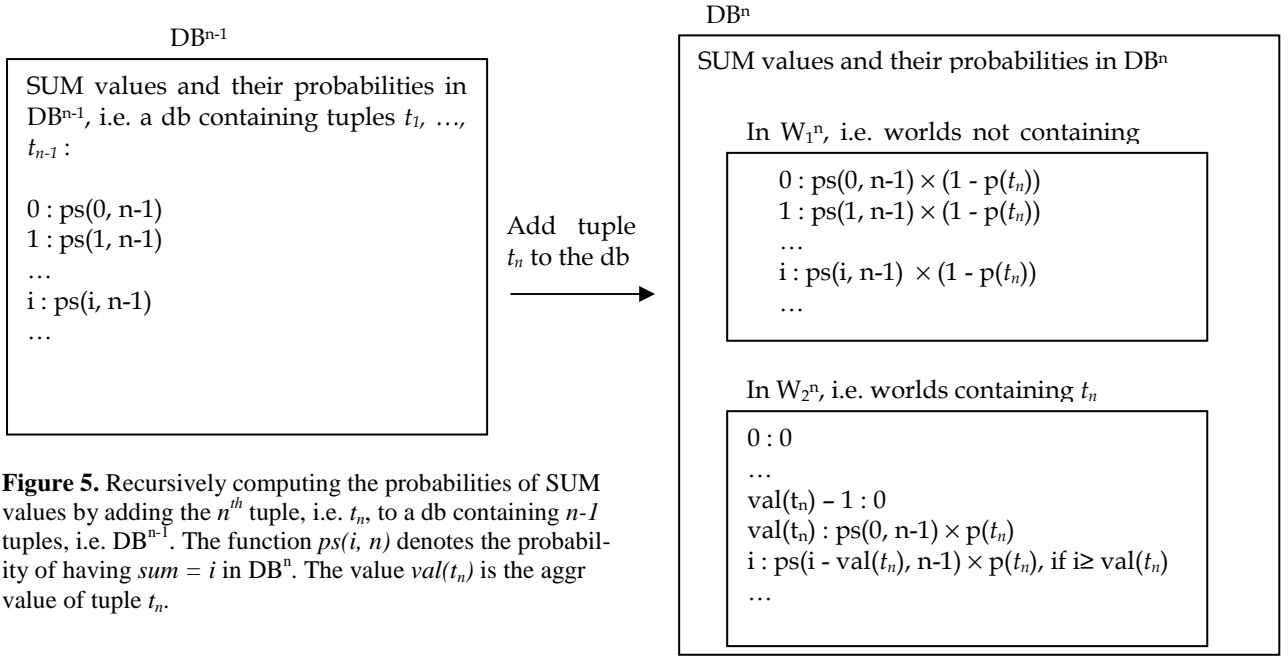 DBⁿ⁻¹
SUM values and their probabilities in
DBⁿ⁻¹, i.e. a db containing tuples t₁, …,
tₙ₋₁ :
0 : ps(0, n-1)
1 : ps(1, n-1)
…
i : ps(i, n-1)
…
Add tuple
tₙ to the db
DBⁿ
SUM values and their probabilities in DBⁿ
In W₁ⁿ, i.e. worlds not containing
0 : ps(0, n-1) × (1 - p(tₙ))
1 : ps(1, n-1) × (1 - p(tₙ))
…
i : ps(i, n-1) × (1 - p(tₙ))
…
In W₂ⁿ, i.e. worlds containing tₙ
0 : 0
…
val(tₙ) – 1 : 0
val(tₙ) : ps(0, n-1) × p(tₙ)
i : ps(i - val(tₙ), n-1) × p(tₙ), if i≥ val(tₙ)
…
Figure 5. Recursively computing the probabilities of SUM
values by adding the nᵗʰ tuple, i.e. tₙ, to a db containing n-1
tuples, i.e. DBⁿ⁻¹. The function ps(i, n) denotes the probabil-
ity of having sum = i in DBⁿ. The value val(tₙ) is the aggr
value of tuple tₙ.